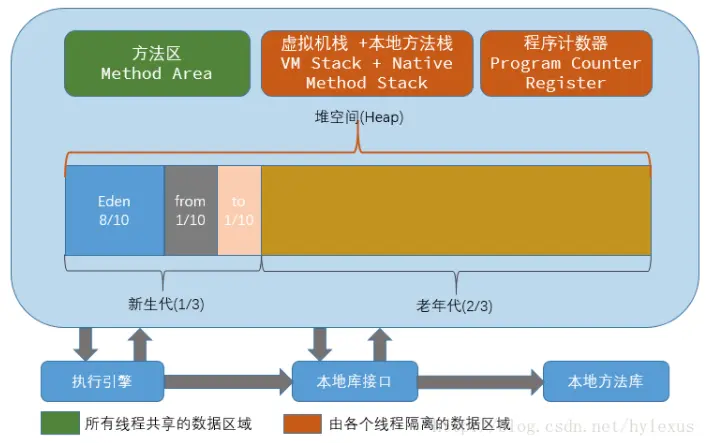 方法区
Method Area
虚拟机栈 +本地方法栈
VM Stack + Native
Method Stack
程序计数器
Program Counter
Register
堆空间(Heap)
Eden
8/10
from
1/10
to
1/10
新生代(1/3)
老年代(2/3)
执行引擎
本地库接口
本地方法库
所有线程共享的数据区域
由各个线程隔离的数据区域
blog.csdn.net/hylexus